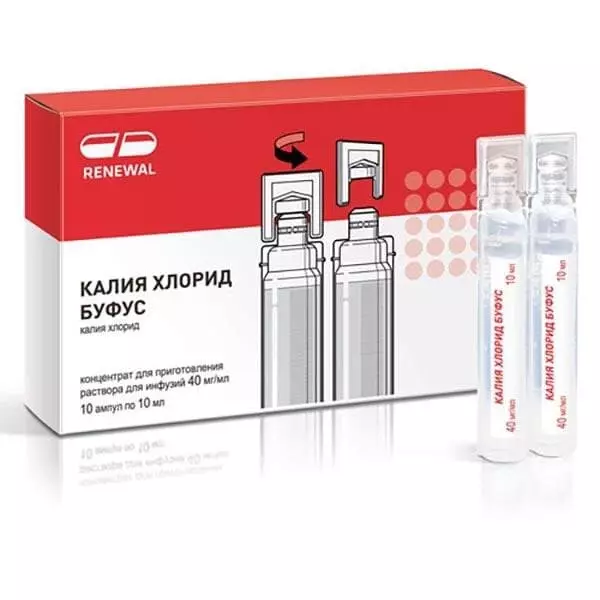 RENEWAL
КАЛИЯ ХЛОРИД
БУФУС
калия хлорид
концентрат для приготовления
раствора для инфузий 40 мг/мл
10 ампул по 10 мл
КАЛИЯ ХЛОРИД БУФУС
10 мл
40 мг/мл
КАЛИЯ ХЛОРИД БУФУС
10 мл
40 мг/мл